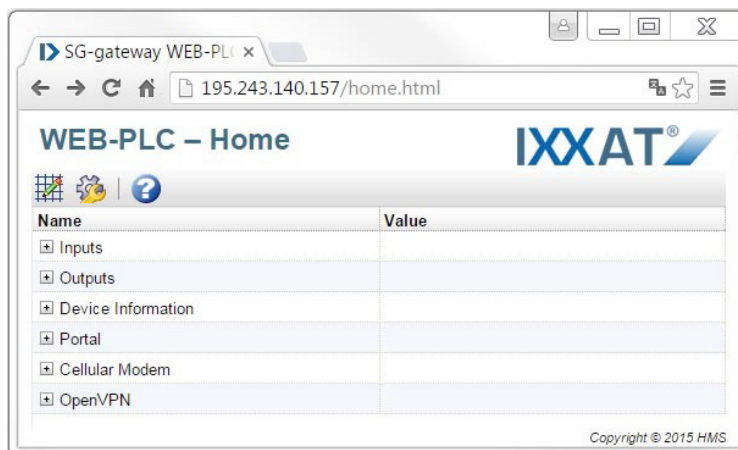 SG-gateway WEB-PL
195.243.140.157/home.html
WEB-PLC – Home
IXXAT®
Name Value
Inputs
Outputs
Device Information
Portal
Cellular Modem
OpenVPN
Copyright © 2015 HMS